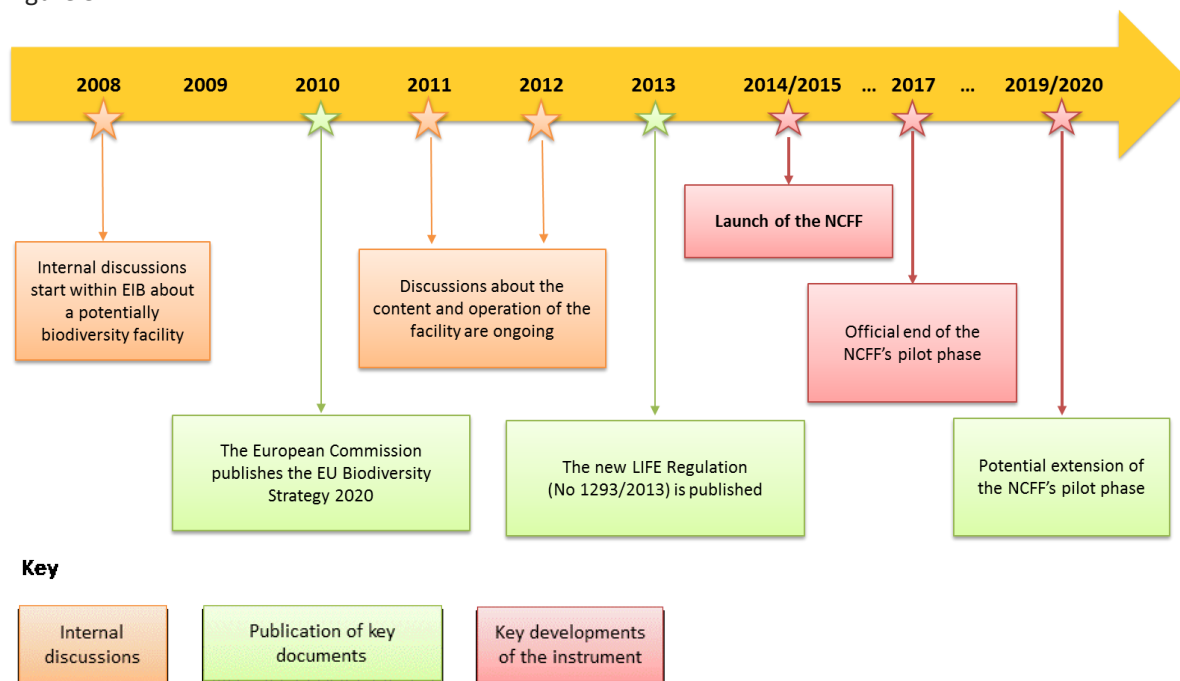 2008 2009 2010 2011 2012 2013 2014/2015 ... 2017 ... 2019/2020
Launch of the NCFF
Internal discussions
start within EIB about
a potentially
biodiversity facility
Discussions about the
content and operation of the
facility are ongoing
Official end of the
NCFF's pilot phase
The European Commission
publishes the EU Biodiversity
Strategy 2020
The new LIFE Regulation
(No 1293/2013) is published
Potential extension of
the NCFF's pilot phase
Key
Internal
discussions
Publication of key
documents
Key developments
of the instrument